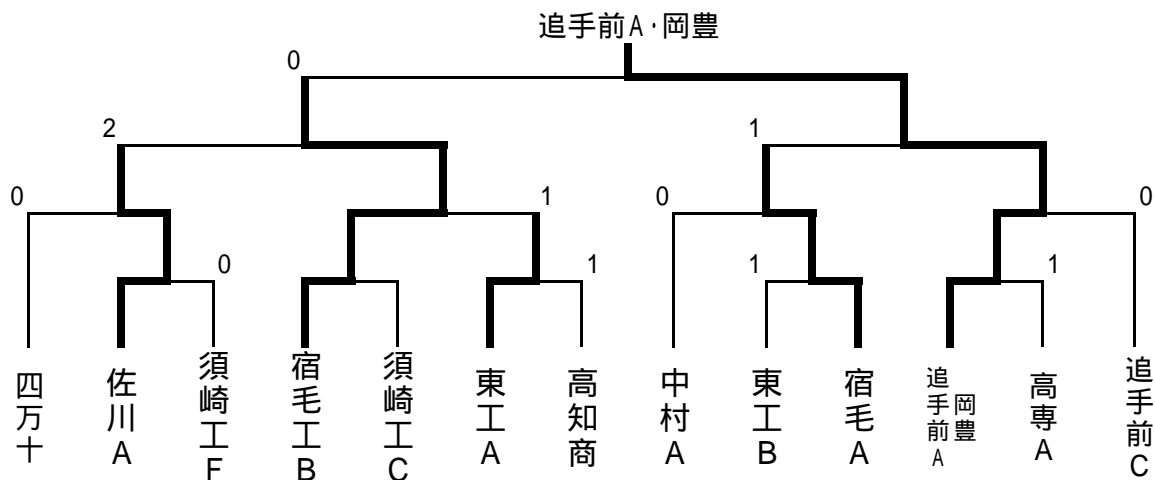 追手前A・岡豊
0
2
1
0
1
0
0
0
1
1
1
四万十
佐川A
須崎工F
宿毛工B
須崎工C
東工A
高知商
中村A
東工B
宿毛A
追手前A
岡豊
高専A
追手前C